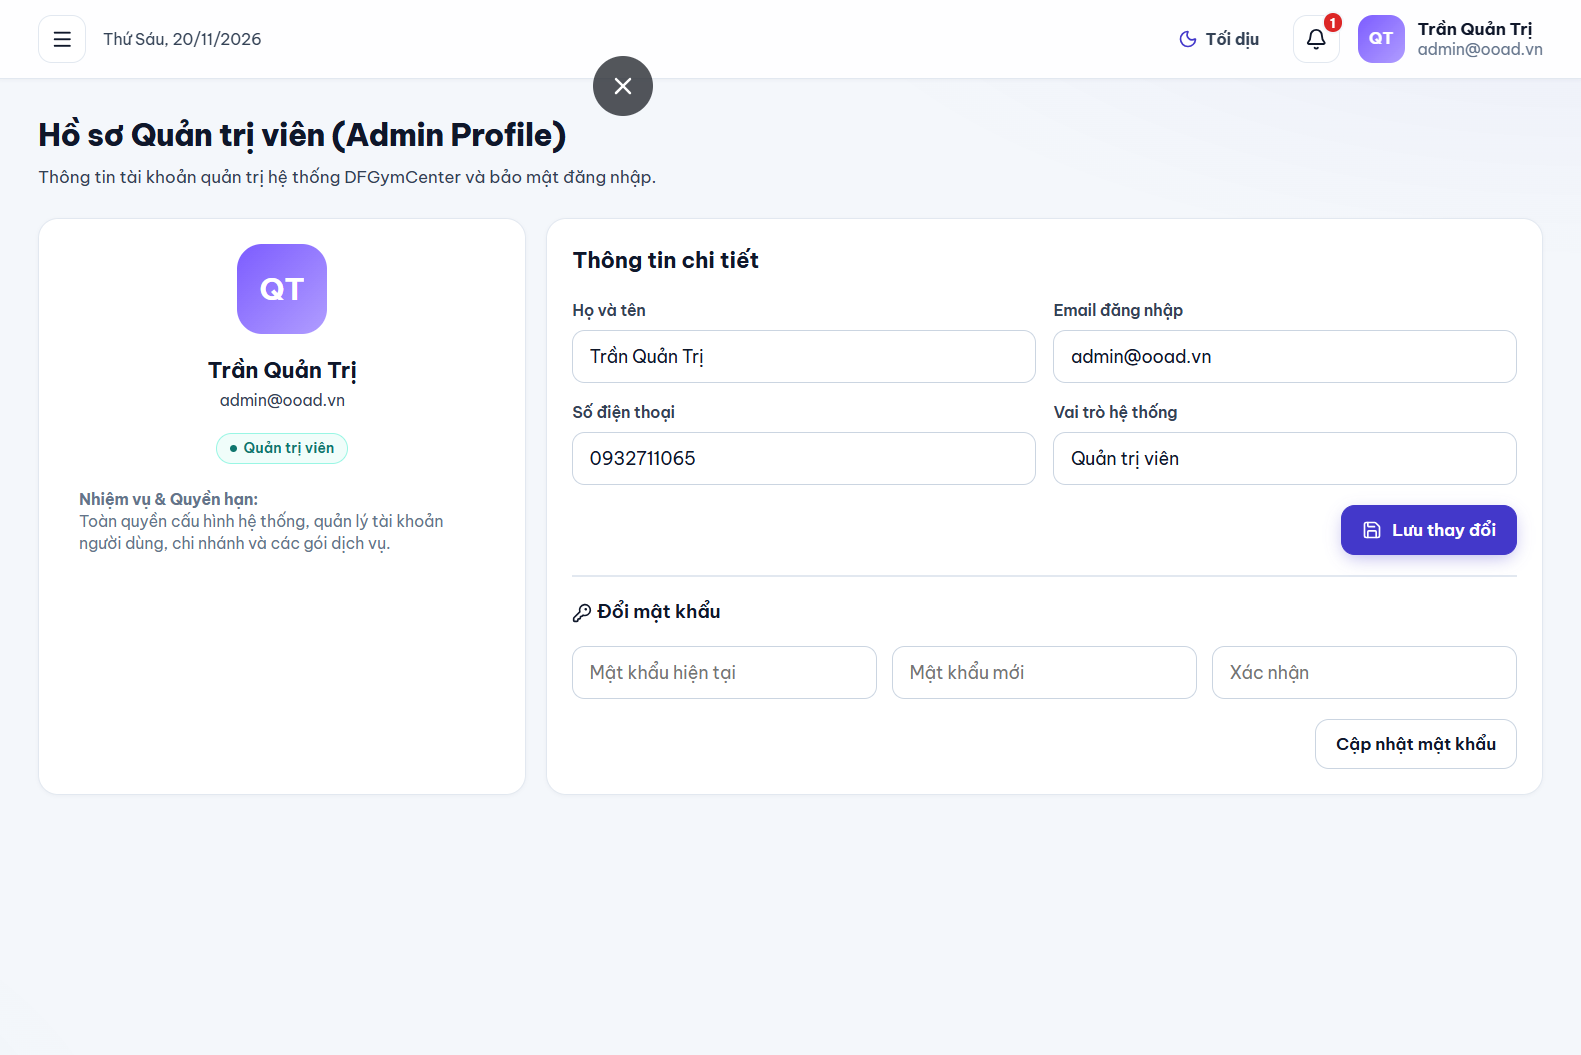 Thứ Sáu, 20/11/2026
Tối dịu
1
QT
Trần Quản Trị
admin@ooad.vn
Hồ sơ Quản trị viên (Admin Profile)
Thông tin tài khoản quản trị hệ thống DFGymCenter và bảo mật đăng nhập.
QT
Trần Quản Trị
admin@ooad.vn
Quản trị viên
Nhiệm vụ & Quyền hạn:
Toàn quyền cấu hình hệ thống, quản lý tài khoản
người dùng, chi nhánh và các gói dịch vụ.
Thông tin chi tiết
Họ và tên
Email đăng nhập
Trần Quản Trị
admin@ooad.vn
Số điện thoại
Vai trò hệ thống
0932711065
Quản trị viên
Lưu thay đổi
Đổi mật khẩu
Mật khẩu hiện tại
Mật khẩu mới
Xác nhận
Cập nhật mật khẩu